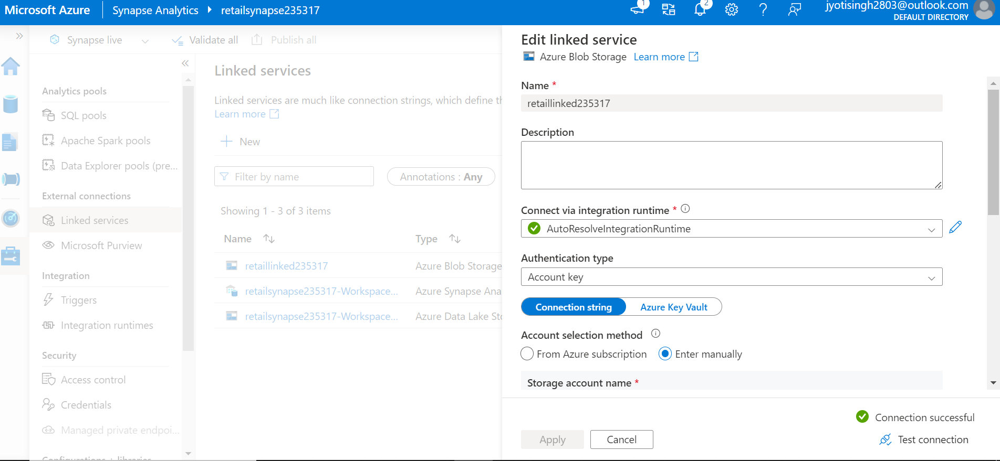 Microsoft Azure
Synapse Analytics
retailsynapse235317
1
2
jyotisingh2803@outlook.com
DEFAULT DIRECTORY
Synapse live
Validate all
Publish all
Analytics pools
SQL pools
Apache Spark pools
Data Explorer pools (pre...
External connections
Linked services
Microsoft Purview
Integration
Triggers
Integration runtimes
Security
Access control
Credentials
Managed private endpoi...
Configurations + libraries
Linked services
Linked services are much like connection strings, which define th
Learn more
New
Filter by name
Annotations : Any
Showing 1 - 3 of 3 items
Name
Type
retaillinked235317
Azure Blob Storage
retailsynapse235317-Workspace...
Azure Synapse Ana
retailsynapse235317-Workspace...
Azure Data Lake Sto
Edit linked service
Azure Blob Storage
Learn more
Name *
retaillinked235317
Description
Connect via integration runtime *
AutoResolveIntegrationRuntime
Authentication type
Account key
Connection string
Azure Key Vault
Account selection method
From Azure subscription
Enter manually
Storage account name *
Connection successful
Apply
Cancel
Test connection